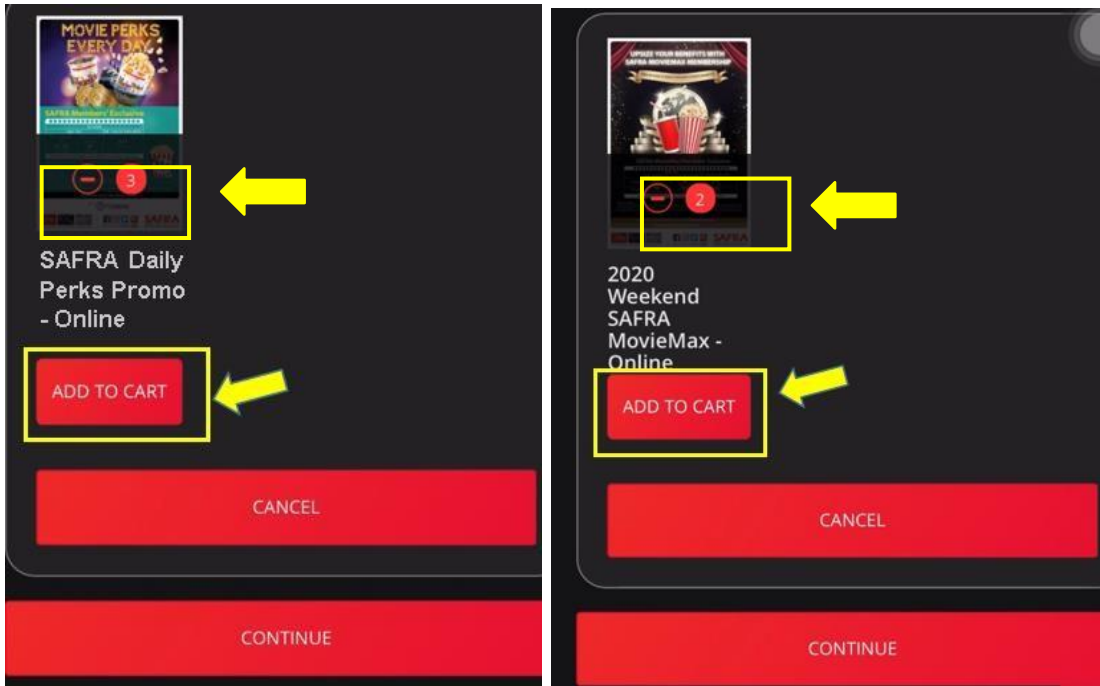 MOVIE PERKS
EVERY DAY
SAFRA Members' Exclusive
3
SAFRA
SAFRA Daily
Perks Promo
- Online
ADD TO CART
CANCEL
CONTINUE
UPSIZE YOUR BENEFITS WITH
SAFRA MOVIEMAX MEMBERSHIP
2
SAFRA
2020
Weekend
SAFRA
MovieMax -
Online
ADD TO CART
CANCEL
CONTINUE